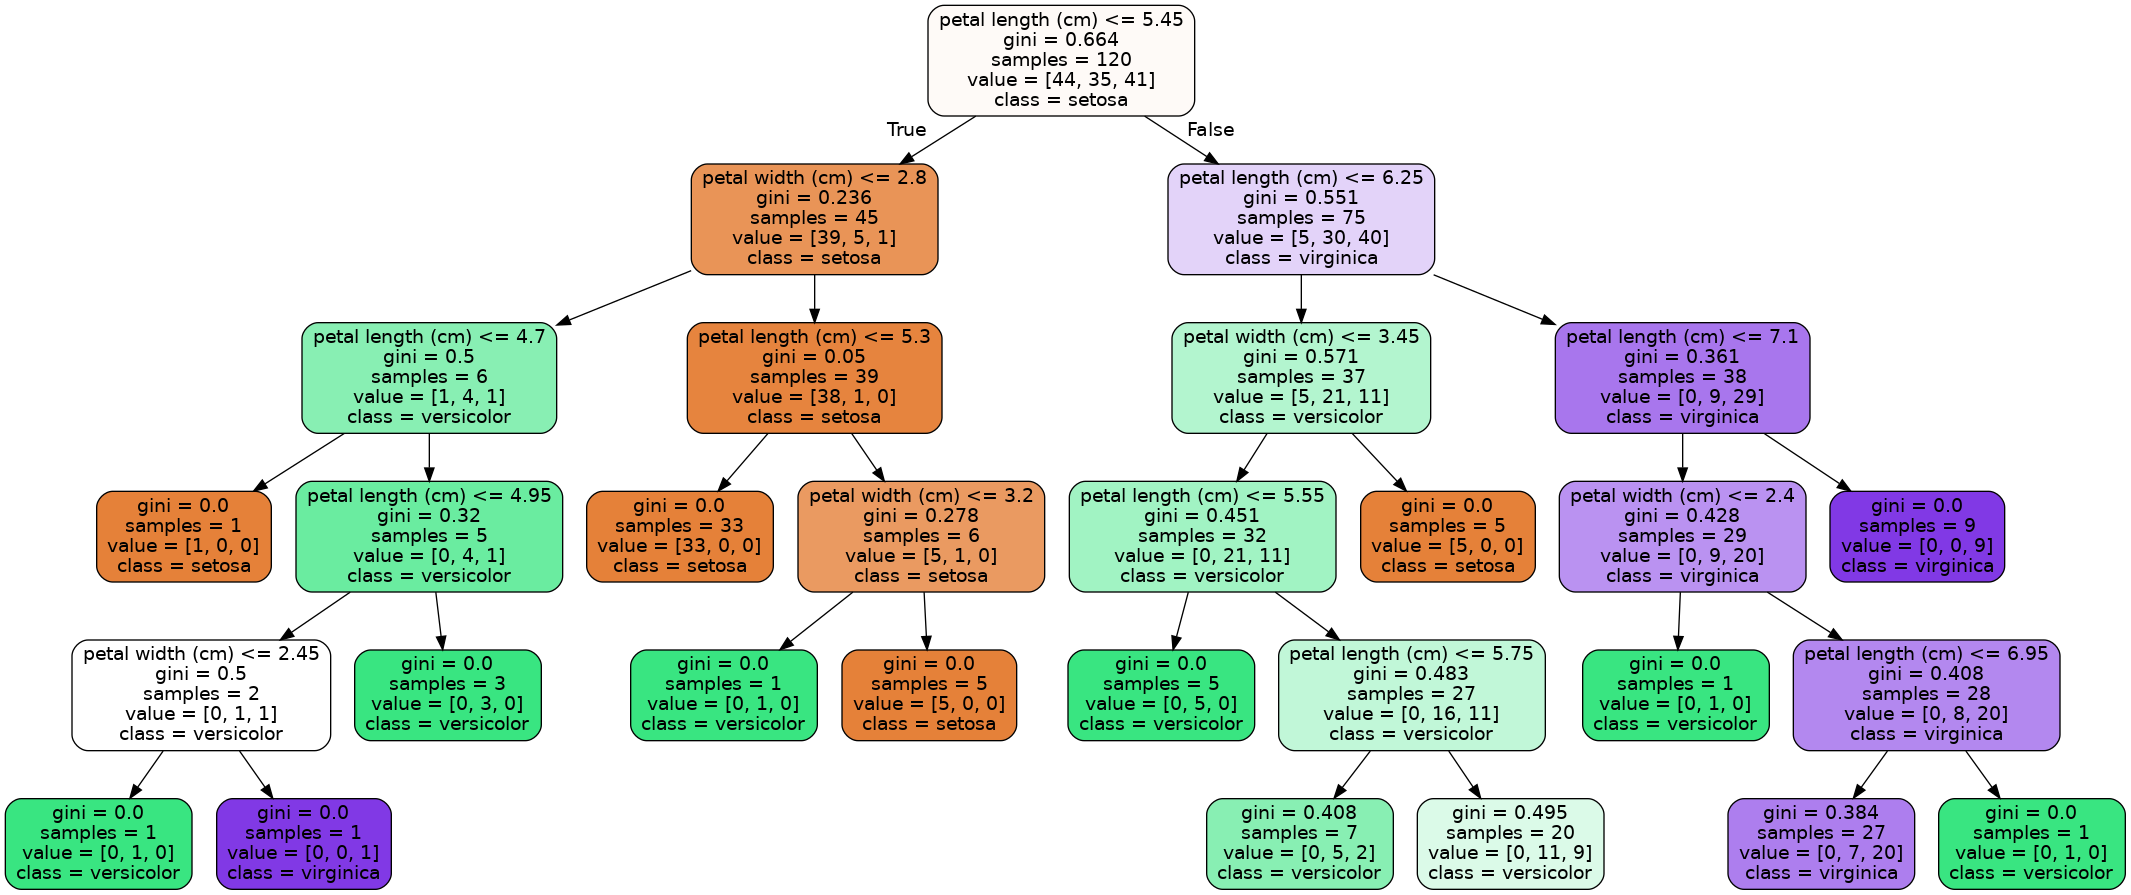 petal length (cm) <= 5.45
gini = 0.664
samples = 120
value = [44, 35, 41]
class = setosa
True
False
petal width (cm) <= 2.8
gini = 0.236
samples = 45
value = [39, 5, 1]
class = setosa
petal length (cm) <= 6.25
gini = 0.551
samples = 75
value = [5, 30, 40]
class = virginica
petal length (cm) <= 4.7
gini = 0.5
samples = 6
value = [1, 4, 1]
class = versicolor
petal length (cm) <= 5.3
gini = 0.05
samples = 39
value = [38, 1, 0]
class = setosa
petal width (cm) <= 3.45
gini = 0.571
samples = 37
value = [5, 21, 11]
class = versicolor
petal length (cm) <= 7.1
gini = 0.361
samples = 38
value = [0, 9, 29]
class = virginica
gini = 0.0
samples = 1
value = [1, 0, 0]
class = setosa
petal length (cm) <= 4.95
gini = 0.32
samples = 5
value = [0, 4, 1]
class = versicolor
gini = 0.0
samples = 33
value = [33, 0, 0]
class = setosa
petal width (cm) <= 3.2
gini = 0.278
samples = 6
value = [5, 1, 0]
class = setosa
petal length (cm) <= 5.55
gini = 0.451
samples = 32
value = [0, 21, 11]
class = versicolor
gini = 0.0
samples = 5
value = [5, 0, 0]
class = setosa
petal width (cm) <= 2.4
gini = 0.428
samples = 29
value = [0, 9, 20]
class = virginica
gini = 0.0
samples = 9
value = [0, 0, 9]
class = virginica
petal width (cm) <= 2.45
gini = 0.5
samples = 2
value = [0, 1, 1]
class = versicolor
gini = 0.0
samples = 3
value = [0, 3, 0]
class = versicolor
gini = 0.0
samples = 1
value = [0, 1, 0]
class = versicolor
gini = 0.0
samples = 5
value = [5, 0, 0]
class = setosa
gini = 0.0
samples = 5
value = [0, 5, 0]
class = versicolor
petal length (cm) <= 5.75
gini = 0.483
samples = 27
value = [0, 16, 11]
class = versicolor
gini = 0.0
samples = 1
value = [0, 1, 0]
class = versicolor
petal length (cm) <= 6.95
gini = 0.408
samples = 28
value = [0, 8, 20]
class = virginica
gini = 0.0
samples = 1
value = [0, 1, 0]
class = versicolor
gini = 0.0
samples = 1
value = [0, 0, 1]
class = virginica
gini = 0.408
samples = 7
value = [0, 5, 2]
class = versicolor
gini = 0.495
samples = 20
value = [0, 11, 9]
class = versicolor
gini = 0.384
samples = 27
value = [0, 7, 20]
class = virginica
gini = 0.0
samples = 1
value = [0, 1, 0]
class = versicolor